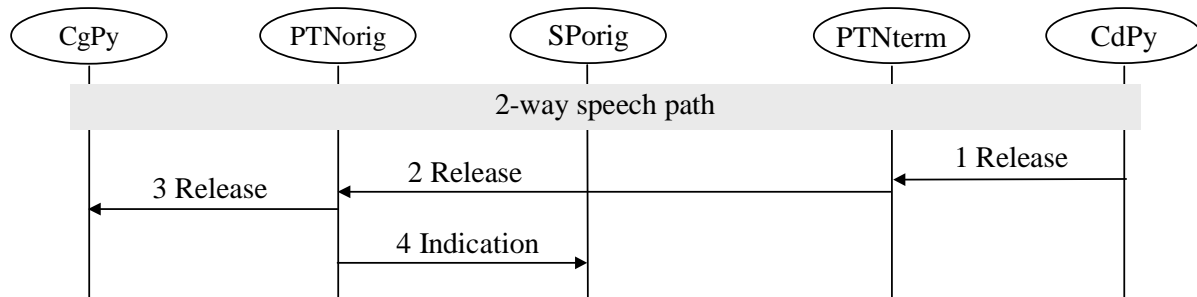 CgPy PTNorig SPorig PTNterm CdPy
2-way speech path
1 Release
2 Release
3 Release
4 Indication